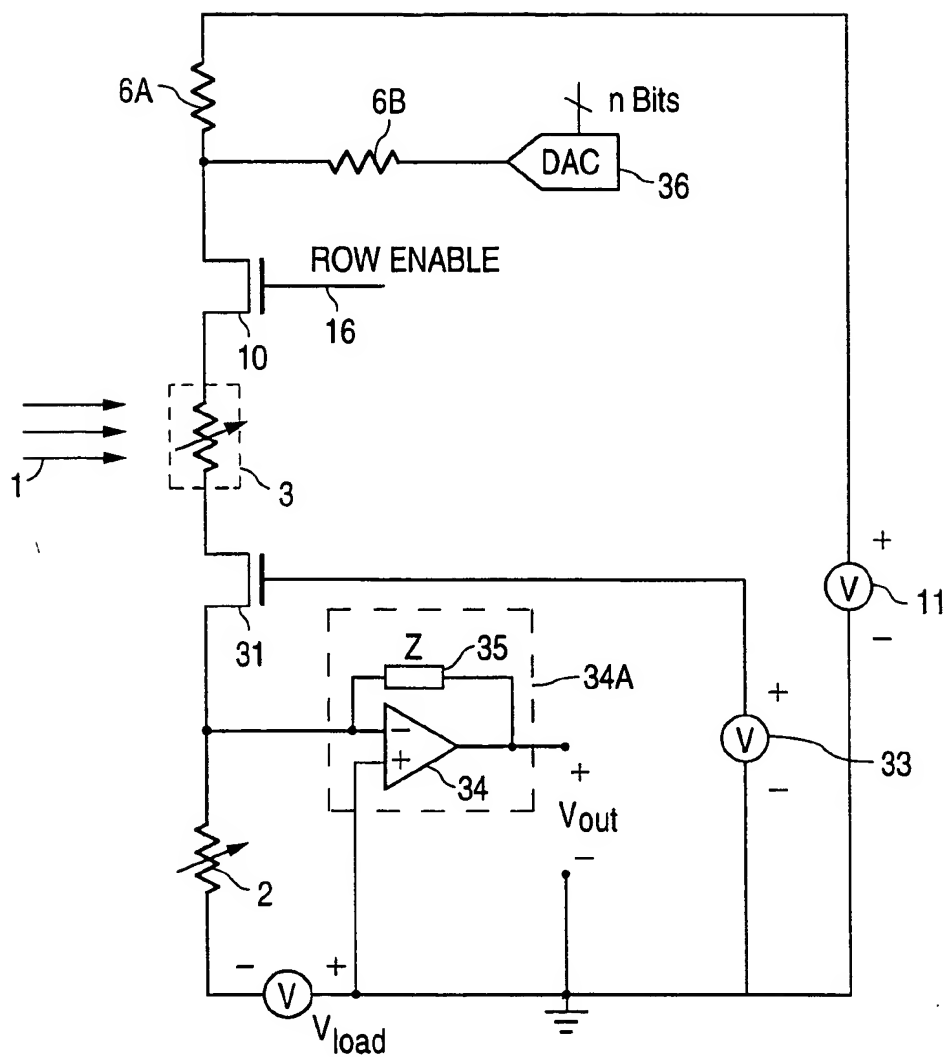 6A
6B
n Bits
DAC
36
ROW ENABLE
16
10
1
3
+
V
11
−
31
Z
35
34A
−
+
34
+
Vout
−
+
V
33
−
2
−
V
+
Vload